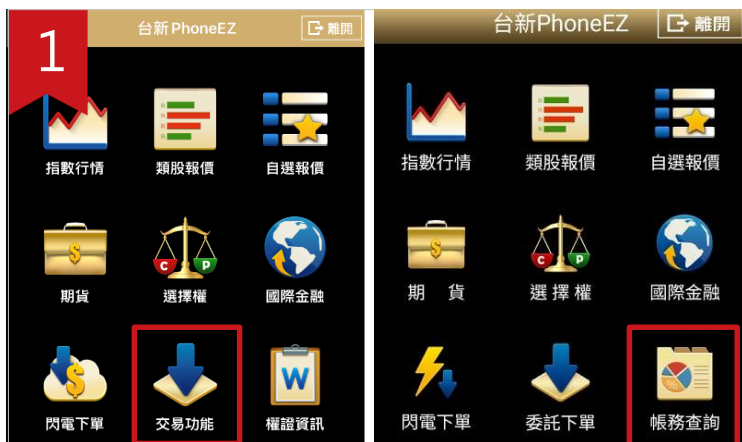 1
台新PhoneEZ
離開
指數行情
類股報價
自選報價
$
C
P
期貨
選擇權
國際金融
$
W
閃電下單
交易功能
權證資訊
台新PhoneEZ
離開
指數行情
類股報價
自選報價
$
C
P
期 貨
選 擇 權
國際金融
閃電下單
委託下單
帳務查詢